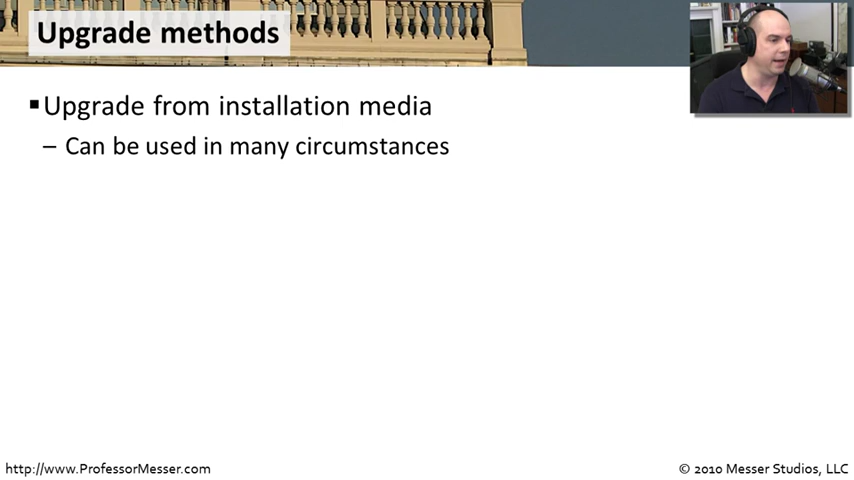 Upgrade methods
▪Upgrade from installation media
– Can be used in many circumstances
http://www.ProfessorMesser.com
© 2010 Messer Studios, LLC